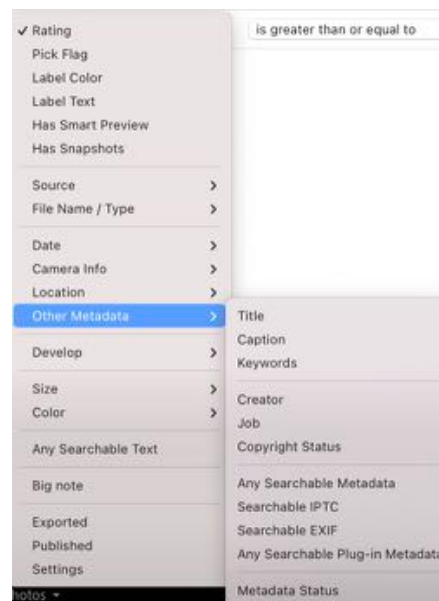 ✓ Rating
is greater than or equal to
Pick Flag
Label Color
Label Text
Has Smart Preview
Has Snapshots
Source
File Name / Type
Date
Camera Info
Location
Other Metadata
Develop
Size
Color
Any Searchable Text
Big note
Exported
Published
Settings
Title
Caption
Keywords
Creator
Job
Copyright Status
Any Searchable Metadata
Searchable IPTC
Searchable EXIF
Any Searchable Plug-in Metadata
Metadata Status
hotos